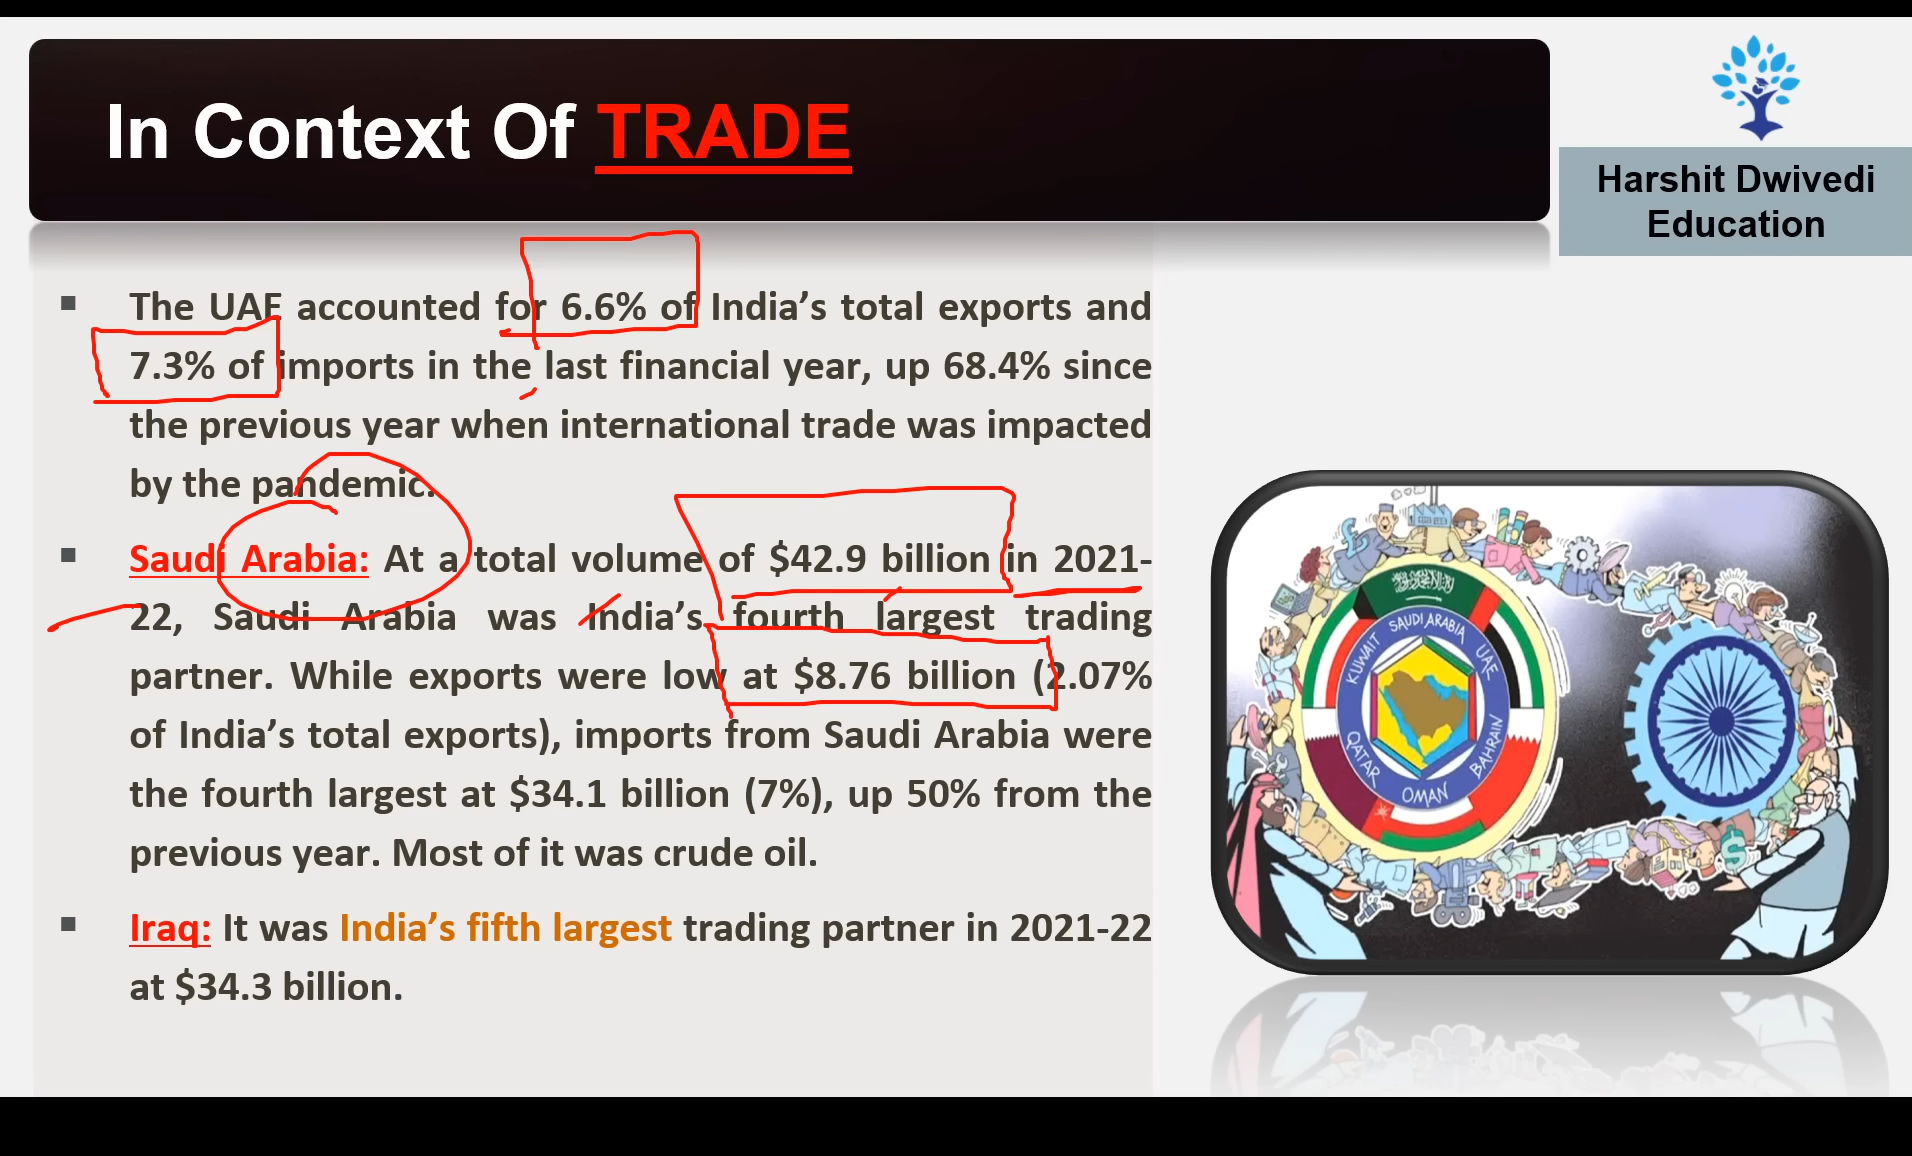 In Context Of TRADE
Harshit Dwivedi
Education
The UAE accounted for 6.6% of India's total exports and
7.3% of imports in the last financial year, up 68.4% since
the previous year when international trade was impacted
by the pandemic.
Saudi Arabia: At a total volume of $42.9 billion in 2021-
22, Saudi Arabia was India's fourth largest trading
partner. While exports were low at $8.76 billion (2.07%
of India's total exports), imports from Saudi Arabia were
the fourth largest at $34.1 billion (7%), up 50% from the
previous year. Most of it was crude oil.
Iraq: It was India's fifth largest trading partner in 2021-22
at $34.3 billion.
KUWAIT
SAUDI ARABIA
UAE
BAHRAIN
OMAN
QATAR